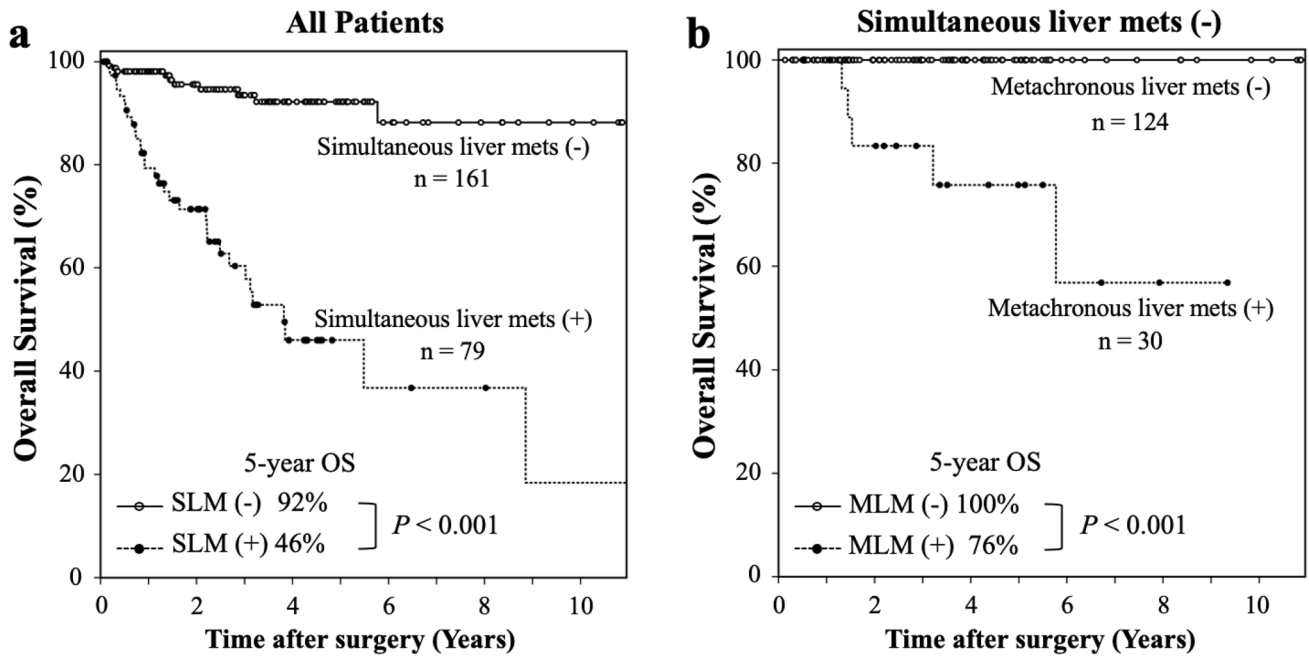 a
All Patients
Overall Survival (%)
100
80
60
40
20
0
Simultaneous liver mets (-)
n = 161
Simultaneous liver mets (+)
n = 79
5-year OS
SLM (-) 92%
SLM (+) 46%
P < 0.001
0 2 4 6 8 10
Time after surgery (Years)
b
Simultaneous liver mets (-)
Overall Survival (%)
100
80
60
40
20
0
Metachronous liver mets (-)
n = 124
Metachronous liver mets (+)
n = 30
5-year OS
MLM (-) 100%
MLM (+) 76%
P < 0.001
0 2 4 6 8 10
Time after surgery (Years)